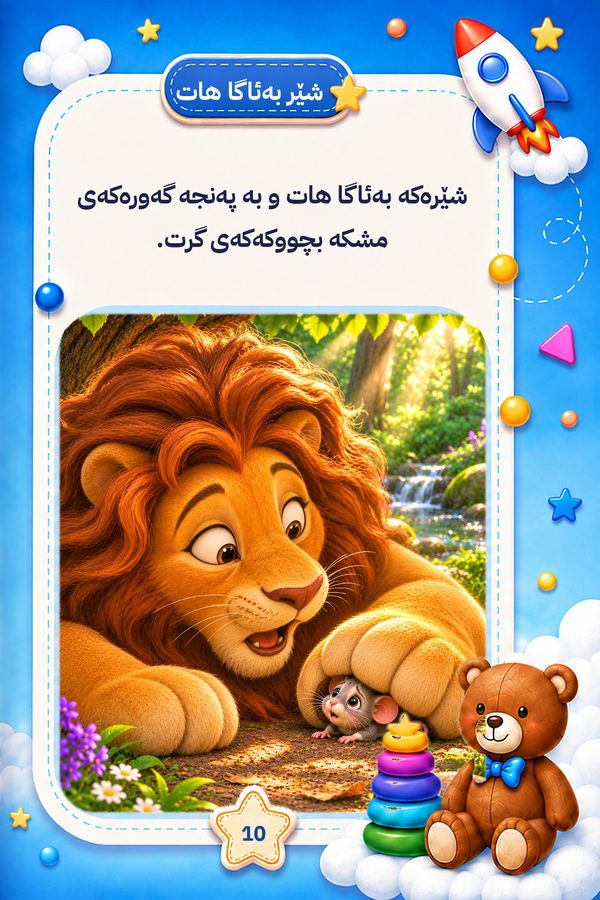 شێر بەئاگا هات
شێرەکە بەئاگا هات و بە پەنجە گەورەکەی
مشکە بچووکەکەی گرت.
10